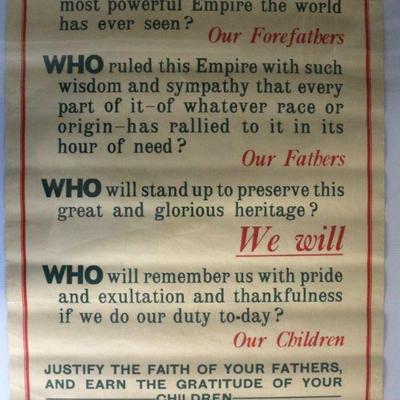 most powerful Empire the world
has ever seen?
Our Forefathers
WHO ruled this Empire with such
wisdom and sympathy that every
part of it—of whatever race or
origin—has rallied to it in its
hour of need?
Our Fathers
WHO will stand up to preserve this
great and glorious heritage?
We will
WHO will remember us with pride
and exultation and thankfulness
if we do our duty to-day?
Our Children
JUSTIFY THE FAITH OF YOUR FATHERS,
AND EARN THE GRATITUDE OF YOUR
CHILDREN